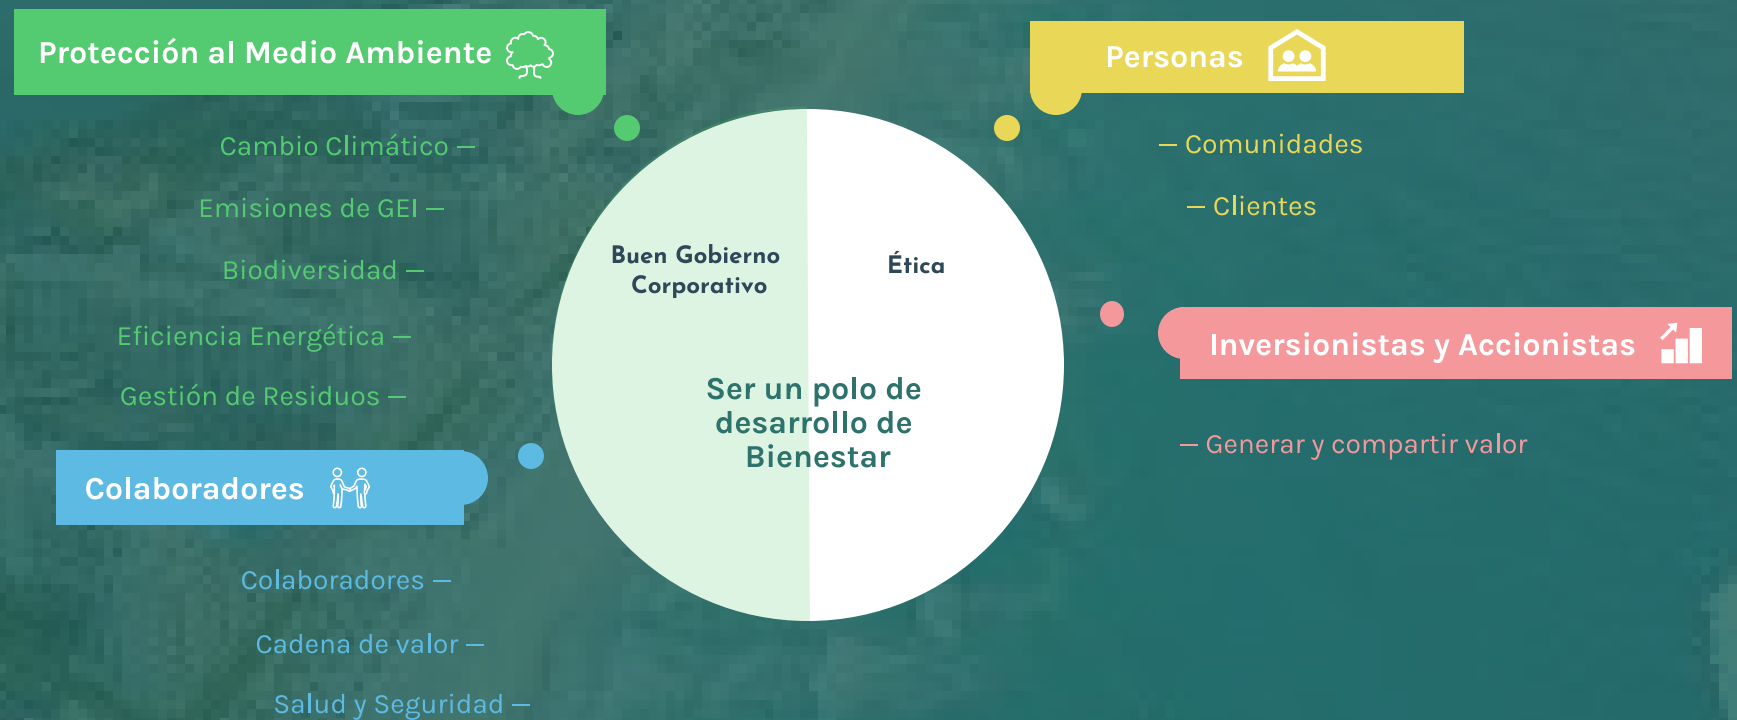 Protección al Medio Ambiente
Cambio Climático —
Emisiones de GEI —
Biodiversidad —
Eficiencia Energética —
Gestión de Residuos —
Colaboradores
Colaboradores —
Cadena de valor —
Salud y Seguridad —
Buen Gobierno
Corporativo
Ética
Ser un polo de
desarrollo de
Bienestar
Personas
— Comunidades
— Clientes
Inversionistas y Accionistas
— Generar y compartir valor